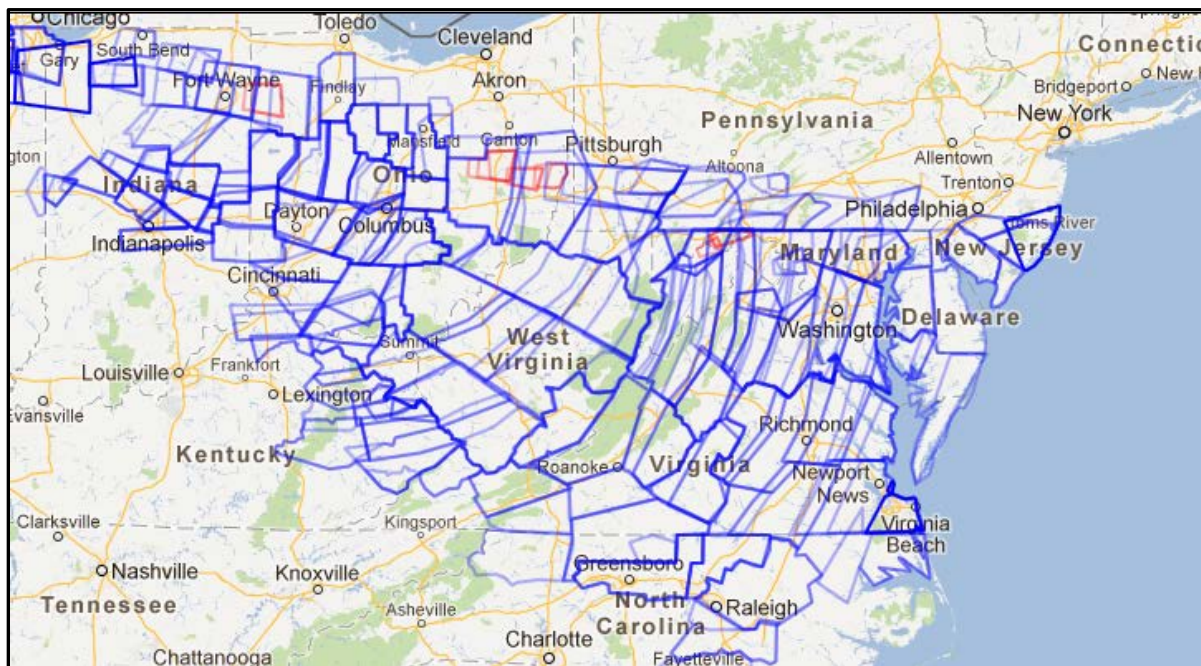 Chicago
Toledo
Cleveland
South Bend
Gary
Connectic
New
Bridgeport
Fort Wayne
Findlay
Akron
New York
Pennsylvania
Mansfield
Canton
Pittsburgh
Allentown
Altoona
Trenton
Indiana
Ohio
Dayton
Columbus
Philadelphia
Toms River
Indianapolis
Maryland
New Jersey
Cincinnati
West
Virginia
Washington
Delaware
Summit
Louisville
Frankfort
Lexington
Evansville
Richmond
Kentucky
Roanoke
Virginia
Newport
News
Clarksville
Kingsport
Virginia
Beach
Nashville
Knoxville
Greensboro
Tennessee
Asheville
North
Carolina
Raleigh
Charlotte
Chattanooga
Fayetteville